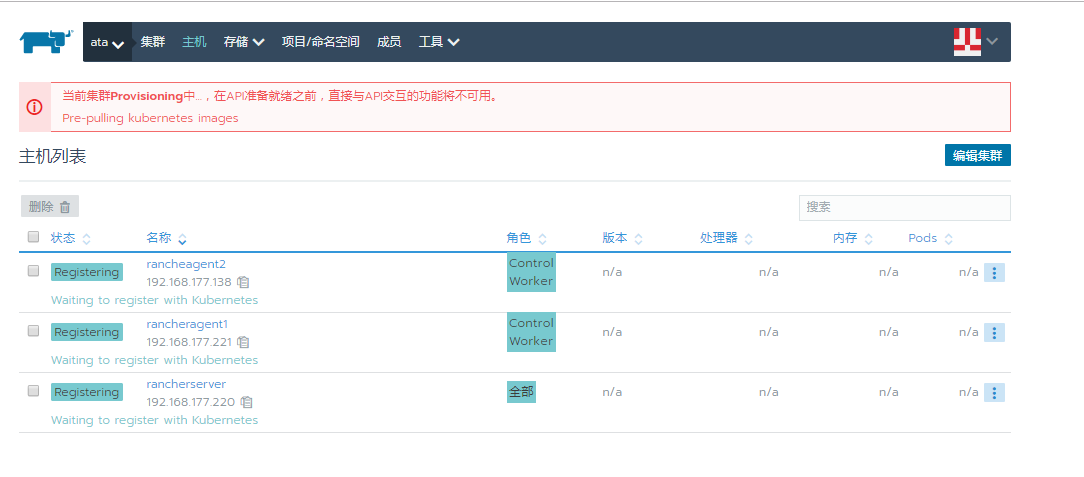 ata 集群 主机 存储 项目/命名空间 成员 工具
当前集群Provisioning中...，在API准备就绪之前，直接与API交互的功能将不可用。
Pre-pulling kubernetes images
主机列表 编辑集群
删除 搜索
状态 名称 角色 版本 处理器 内存 Pods
Registering rancheagent2 Control n/a n/a n/a n/a
192.168.177.138 Worker
Waiting to register with Kubernetes
Registering rancheragent1 Control n/a n/a n/a n/a
192.168.177.221 Worker
Waiting to register with Kubernetes
Registering rancherserver 全部 n/a n/a n/a n/a
192.168.177.220
Waiting to register with Kubernetes